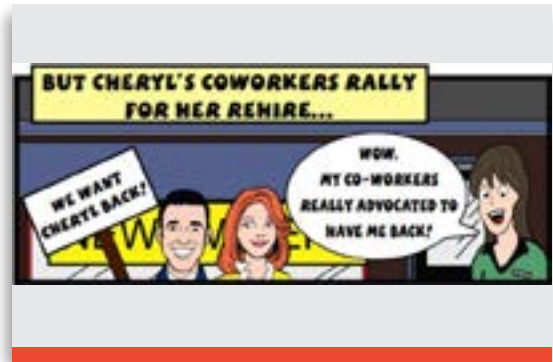 BUT CHERYL'S COWORKERS RALLY
FOR HER REHIRE...
WE WANT
CHERYL BACK!
WOW.
MY CO-WORKERS
REALLY ADVOCATED TO
HAVE ME BACK!